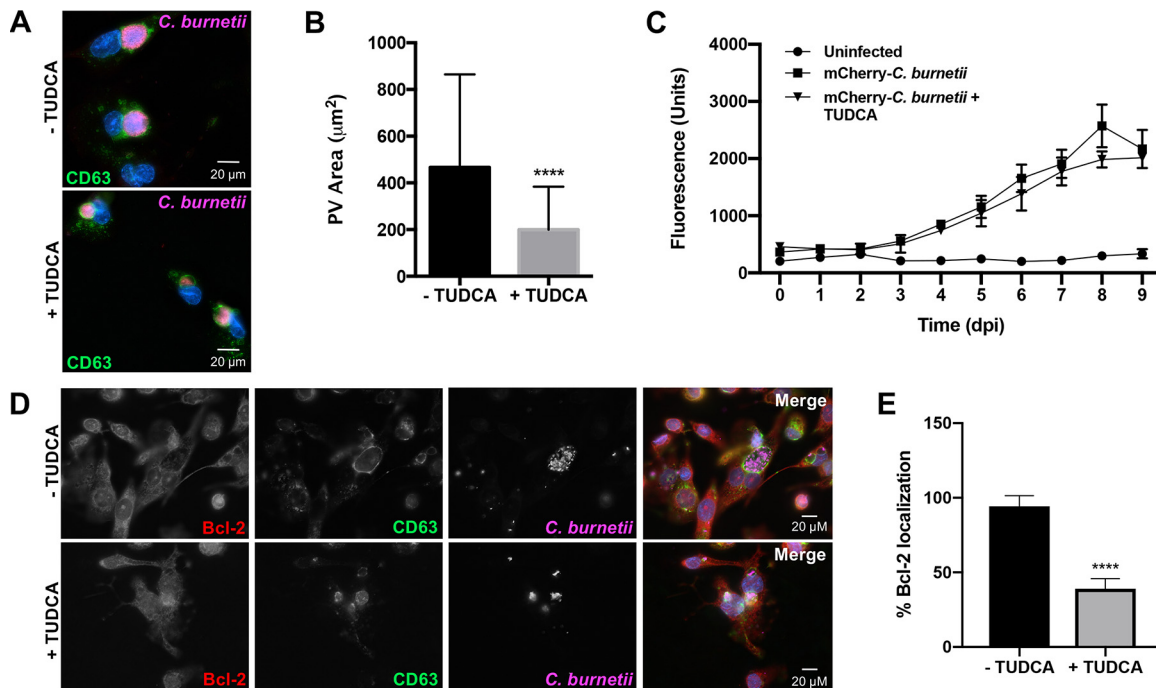 A
C. burnetii
- TUDCA
CD63
20 µm
C. burnetii
+ TUDCA
CD63
20 µm
B
PV Area (µm²)
1000
800
600
400
200
0
****
- TUDCA
+ TUDCA
C
Fluorescence (Units)
4000
3000
2000
1000
0
Uninfected
mCherry-C. burnetii
mCherry-C. burnetii +
TUDCA
0 1 2 3 4 5 6 7 8 9
Time (dpi)
D
- TUDCA
Bcl-2
CD63
C. burnetii
Merge
20 µM
+ TUDCA
Bcl-2
CD63
C. burnetii
Merge
20 µM
E
% Bcl-2 localization
150
100
50
0
****
- TUDCA
+ TUDCA